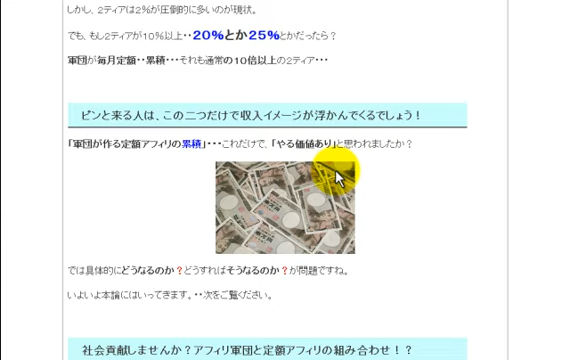 しかし、2ティアは2%が圧倒的に多いのが現状。
でも、もし2ティアが10%以上・・20%とか25%とかだったら？
軍団が毎月定額・・累積・・・それも通常の10倍以上の2ティア・・・
ピンと来る人は、この二つだけで収入イメージが浮かんでくるでしょう！
「軍団が作る定額アフィリの累積」・・・これだけで、「やる価値あり」と思われましたか？
では具体的にどうなるのか？どうすればそうなるのか？が問題ですね。
いよいよ本論にはいってきます。・・次をご覧ください。
社会貢献しませんか？アフィリ軍団と定額アフィリの組み合わせ！？